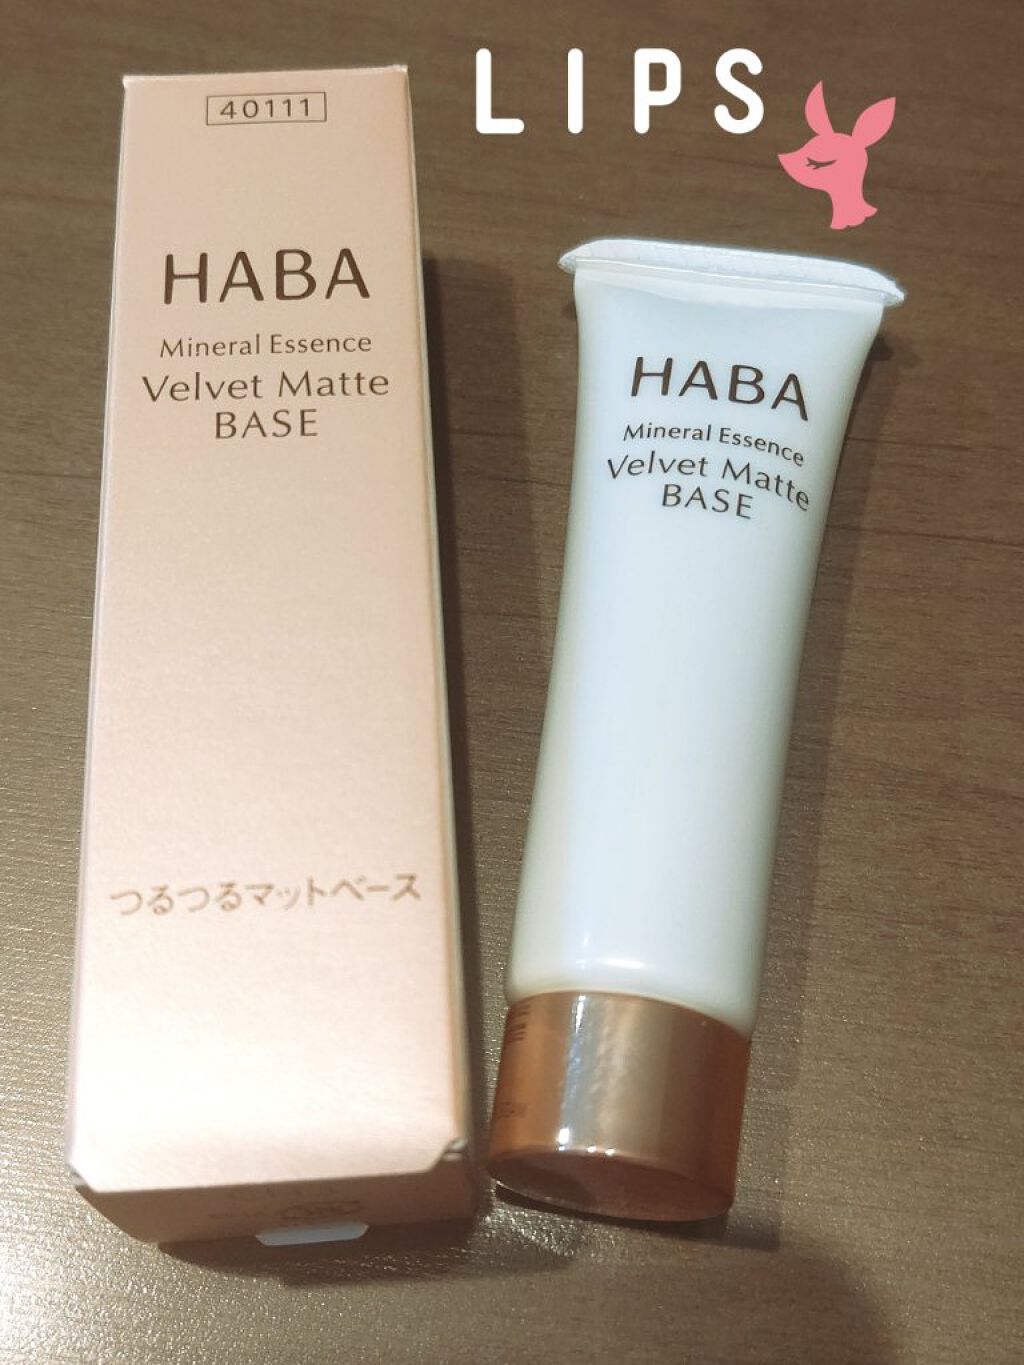 LIPS
40111
HABA
Mineral Essence
Velvet Matte
BASE
つるつるマットベース
HABA
Mineral Essence
Velvet Matte
BASE